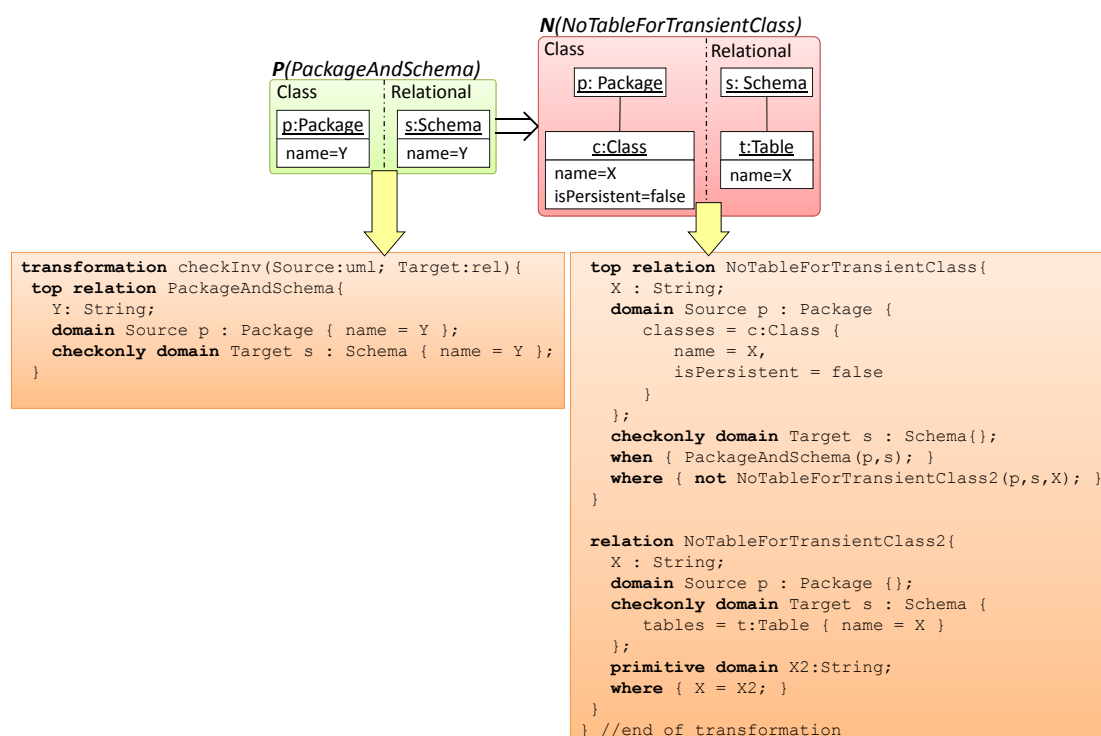 N(NoTableForTransientClass)
Class
Relational
p: Package
s: Schema
c:Class
name=X
isPersistent=false
t:Table
name=X
P(PackageAndSchema)
Class
Relational
p:Package
name=Y
s:Schema
name=Y
transformation checkInv(Source:uml; Target:rel){
top relation PackageAndSchema{
Y: String;
domain Source p : Package { name = Y };
checkonly domain Target s : Schema { name = Y };
}
top relation NoTableForTransientClass{
X : String;
domain Source p : Package {
classes = c:Class {
name = X,
isPersistent = false
}
};
checkonly domain Target s : Schema{};
when { PackageAndSchema(p,s); }
where { not NoTableForTransientClass2(p,s,X); }
}
relation NoTableForTransientClass2{
X : String;
domain Source p : Package {};
checkonly domain Target s : Schema {
tables = t:Table { name = X }
};
primitive domain X2:String;
where { X = X2; }
}
} //end of transformation